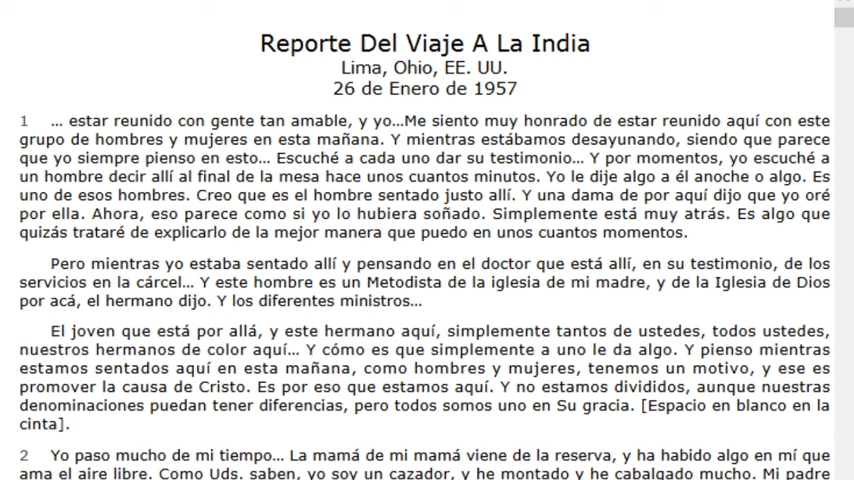 Reporte Del Viaje A La India
Lima, Ohio, EE. UU.
26 de Enero de 1957
1 ... estar reunido con gente tan amable, y yo...Me siento muy honrado de estar reunido aquí con este
grupo de hombres y mujeres en esta mañana. Y mientras estábamos desayunando, siendo que parece
que yo siempre pienso en esto... Escuché a cada uno dar su testimonio... Y por momentos, yo escuché a
un hombre decir allí al final de la mesa hace unos cuantos minutos. Yo le dije algo a él anoche o algo. Es
uno de esos hombres. Creo que es el hombre sentado justo allí. Y una dama de por aquí dijo que yo oré
por ella. Ahora, eso parece como si yo lo hubiera soñado. Simplemente está muy atrás. Es algo que
quizás trataré de explicarlo de la mejor manera que puedo en unos cuantos momentos.
Pero mientras yo estaba sentado allí y pensando en el doctor que está allí, en su testimonio, de los
servicios en la cárcel... Y este hombre es un Metodista de la iglesia de mi madre, y de la Iglesia de Dios
por acá, el hermano dijo. Y los diferentes ministros...
El joven que está por allá, y este hermano aquí, simplemente tantos de ustedes, todos ustedes,
nuestros hermanos de color aquí... Y cómo es que simplemente a uno le da algo. Y pienso mientras
estamos sentados aquí en esta mañana, como hombres y mujeres, tenemos un motivo, y ese es
promover la causa de Cristo. Es por eso que estamos aquí. Y no estamos divididos, aunque nuestras
denominaciones puedan tener diferencias, pero todos somos uno en Su gracia. [Espacio en blanco en la
cinta].
2 Yo paso mucho de mi tiempo... La mamá de mi mamá viene de la reserva, y ha habido algo en mí que
ama el aire libre. Como Uds. saben, yo soy un cazador, y he montado y he cabalgado mucho. Mi padre